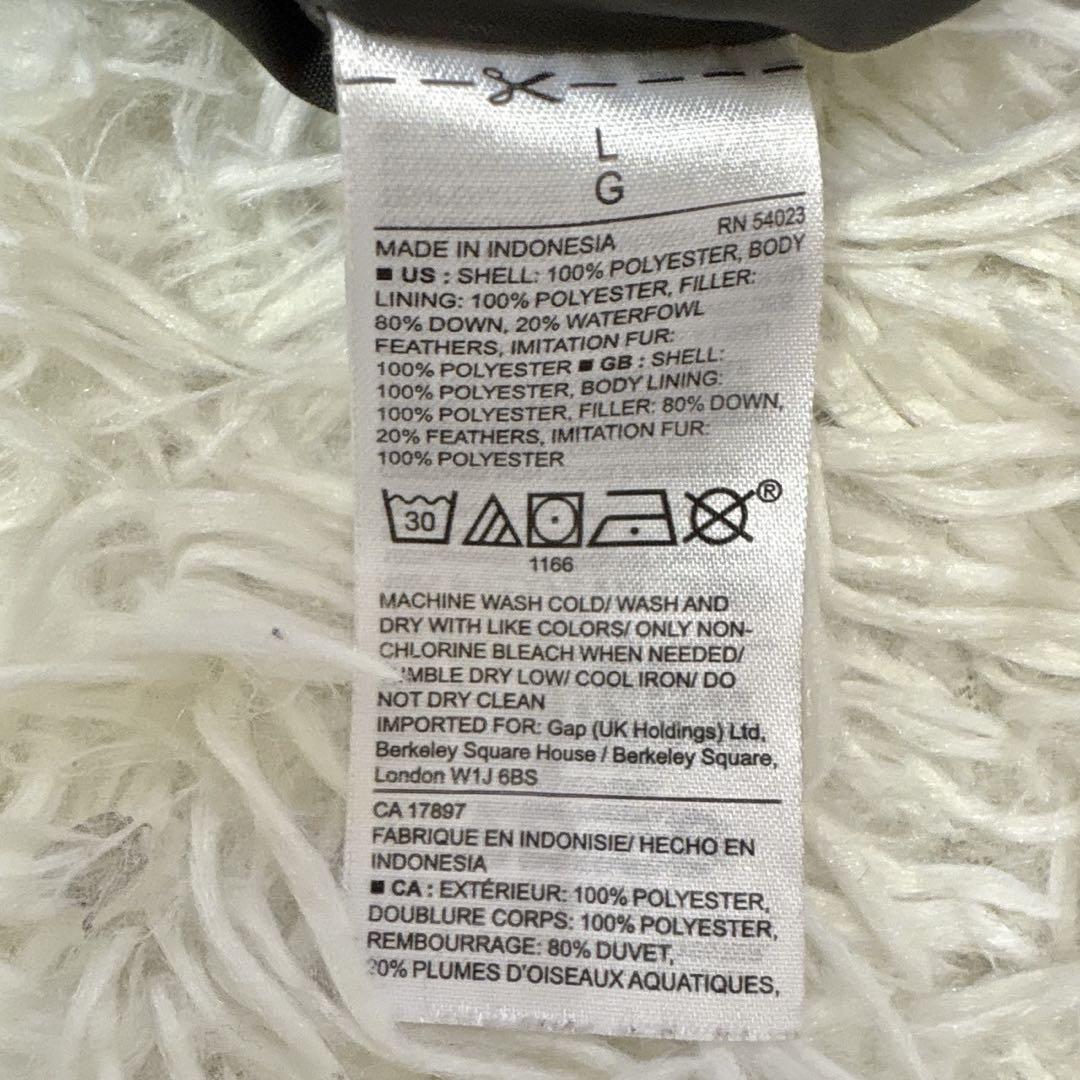 L
G
RN 54023
MADE IN INDONESIA
■ US : SHELL: 100% POLYESTER, BODY
LINING: 100% POLYESTER, FILLER:
80% DOWN, 20% WATERFOWL
FEATHERS, IMITATION FUR:
100% POLYESTER ■ GB : SHELL:
100% POLYESTER, BODY LINING:
100% POLYESTER, FILLER: 80% DOWN,
20% FEATHERS, IMITATION FUR:
100% POLYESTER
30
®
1166
MACHINE WASH COLD/ WASH AND
DRY WITH LIKE COLORS/ ONLY NON-
CHLORINE BLEACH WHEN NEEDED/
DRY LOW/ COOL IRON/ DO
NOT DRY CLEAN
IMPORTED FOR: Gap (UK Holdings) Ltd,
Berkeley Square House / Berkeley Square,
London W1J 6BS
CA 17897
FABRIQUE EN INDONISIE/ HECHO EN
INDONESIA
■ CA : EXTÉRIEUR: 100% POLYESTER,
DOUBLURE CORPS: 100% POLYESTER,
REMBOURRAGE: 80% DUVET,
PLUMES D'OISEAUX AQUATIQUES,